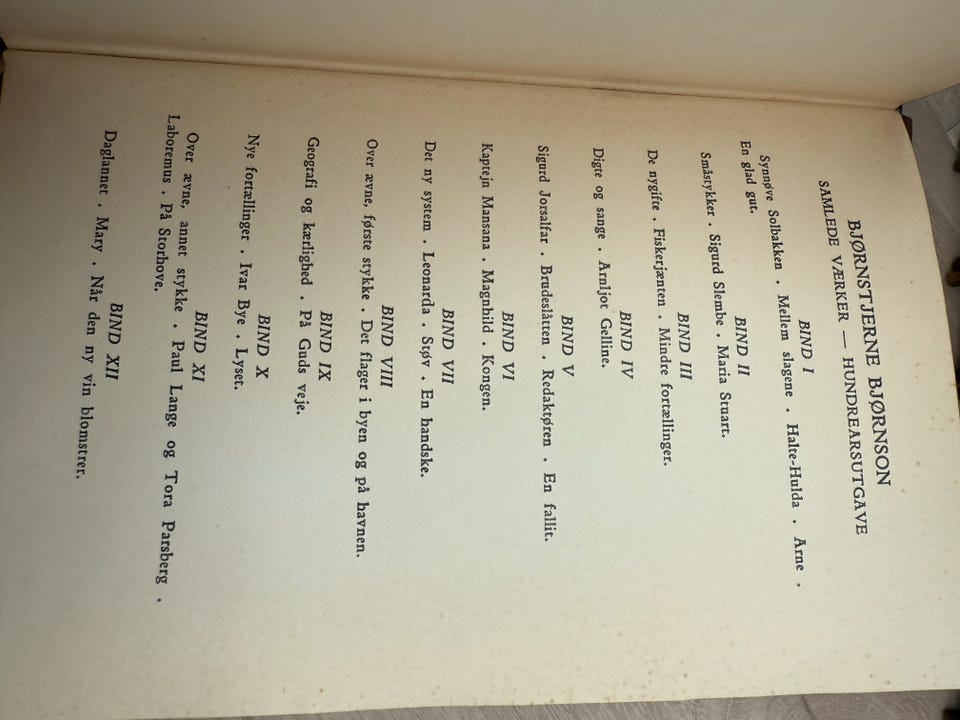 BJØRNSTJERNE BJØRNSON
SAMLEDE VÆRKER — HUNDREARSUTGAVE
BIND I
Synnøve Solbakken . Mellem slagene . Halte-Hulda . Arne .
En glad gut.
BIND II
Småstykker . Sigurd Slembe . Maria Stuart.
BIND III
De nygifte . Fiskerjænten . Mindre fortællinger.
BIND IV
Digte og sange . Arnljot Gelline.
BIND V
Sigurd Jorsalfar . Brudeslåtten . Redaktøren . En fallit.
BIND VI
Kaptejn Mansana . Magnhild . Kongen.
BIND VII
Det ny system . Leonarda . Støv . En handske.
BIND VIII
Over ævne, første stykke . Det flager i byen og på havnen.
BIND IX
Geografi og kærlighed . På Guds veje.
BIND X
Nye fortællinger . Ivar Bye . Lyset.
BIND XI
Over ævne, annet stykke . Paul Lange og Tora Parsberg .
Laboremus . På Storhove.
BIND XII
Daglannet . Mary . Når den ny vin blomstrer.